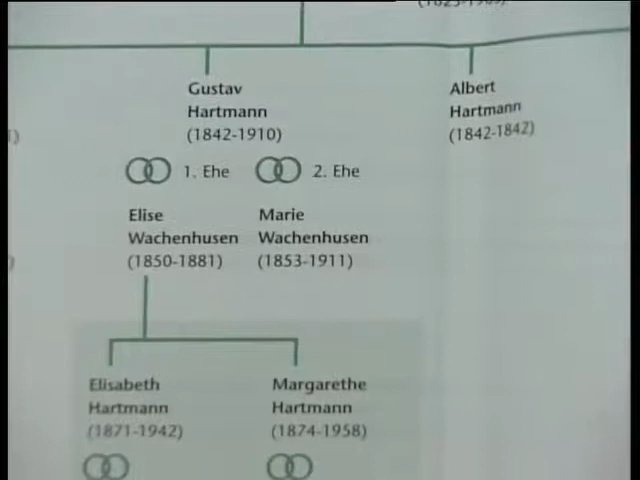 Gustav
Hartmann
(1842-1910)
Albert
Hartmann
(1842-1842)
1. Ehe
2. Ehe
Elise
Wachenhusen
(1850-1881)
Marie
Wachenhusen
(1853-1911)
Elisabeth
Hartmann
(1871-1942)
Margarethe
Hartmann
(1874-1958)